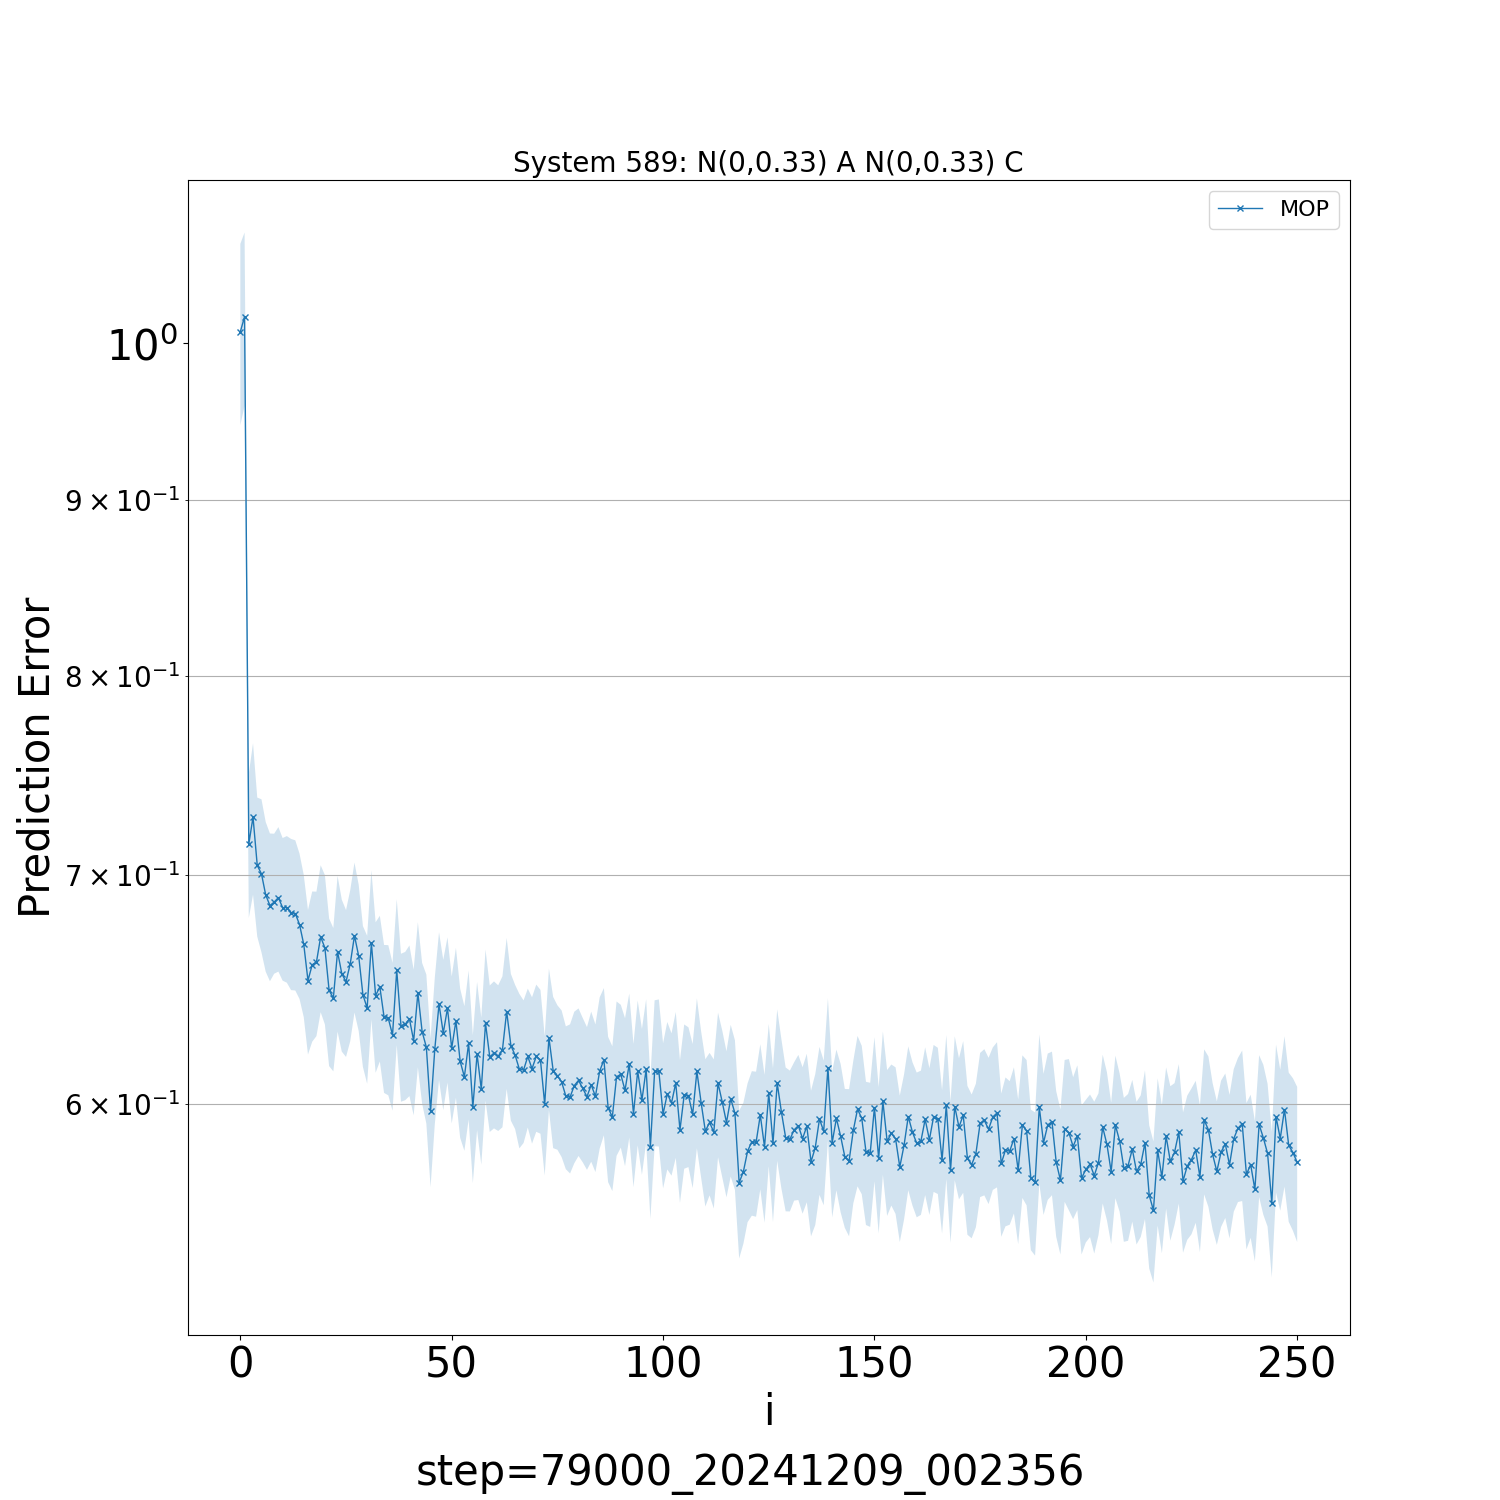 System 589: N(0,0.33) A N(0,0.33) C
MOP
Prediction Error
10⁰
9 × 10⁻¹
8 × 10⁻¹
7 × 10⁻¹
6 × 10⁻¹
0 50 100 150 200 250
i
step=79000_20241209_002356